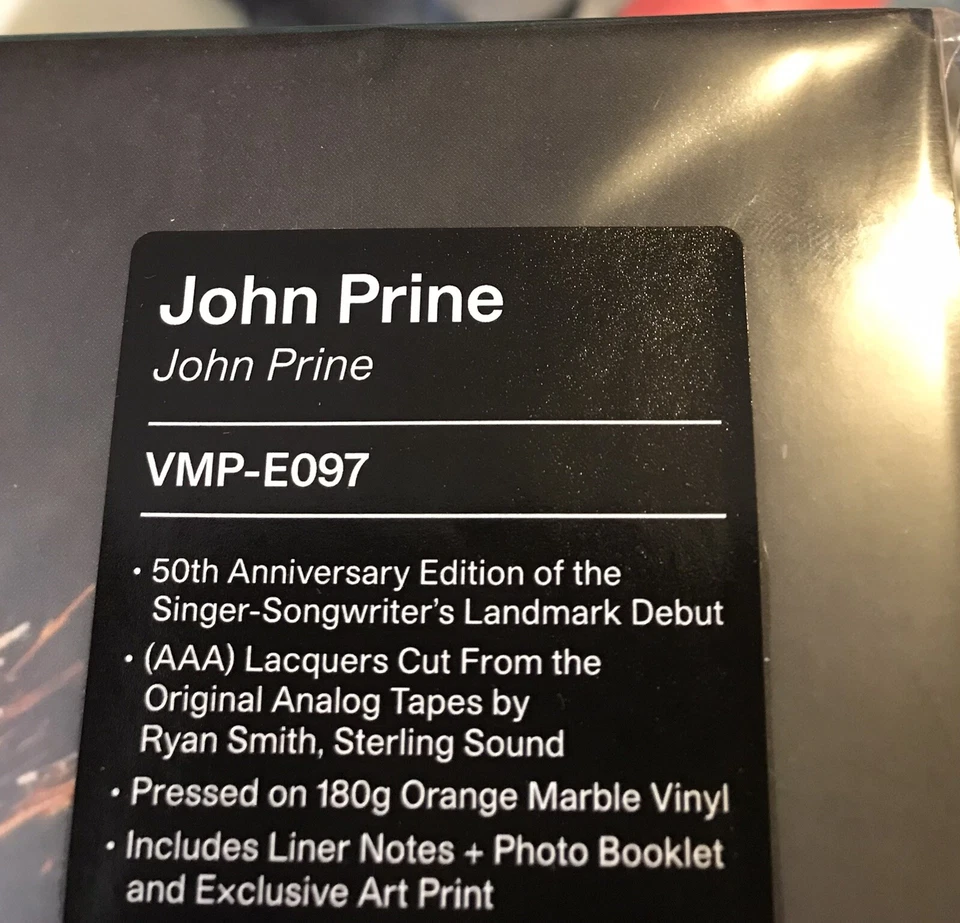 John Prine
John Prine
VMP-E097
• 50th Anniversary Edition of the
Singer-Songwriter’s Landmark Debut
• (AAA) Lacquers Cut From the
Original Analog Tapes by
Ryan Smith, Sterling Sound
• Pressed on 180g Orange Marble Vinyl
• Includes Liner Notes + Photo Booklet
and Exclusive Art Print